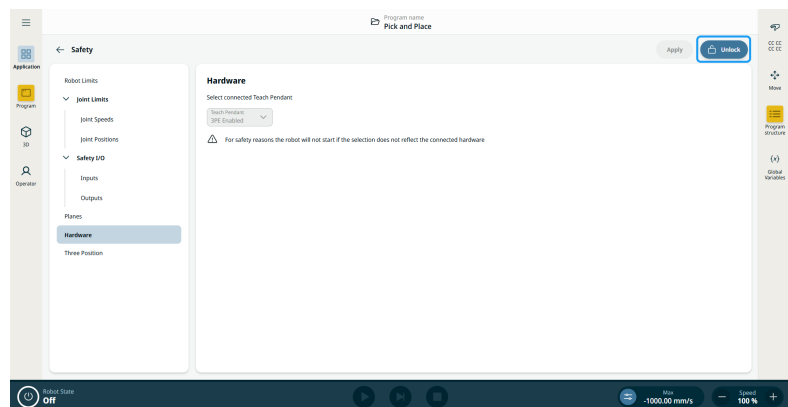 Program name
Pick and Place
Application
Program
3D
Operator
Safety
Apply
Unlock
Robot Limits
Joint Limits
Joint Speeds
Joint Positions
Safety I/O
Inputs
Outputs
Planes
Hardware
Three Position
Hardware
Select connected Teach Pendant
Teach Pendant
3PE Enabled
For safety reasons the robot will not start if the selection does not reflect the connected hardware
CC CC
CC CC
Move
Program
structure
(x)
Global
Variables
Robot State
Off
Max
-1000.00 mm/s
Speed
100 %